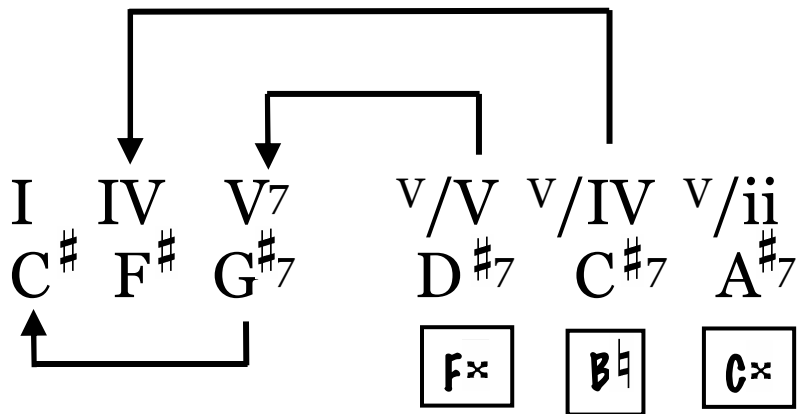 I IV V7 V/V V/IV V/ii
C♯ F♯ G♯7 D♯7 C♯7 A♯7
F𝄪 B♮ C𝄪